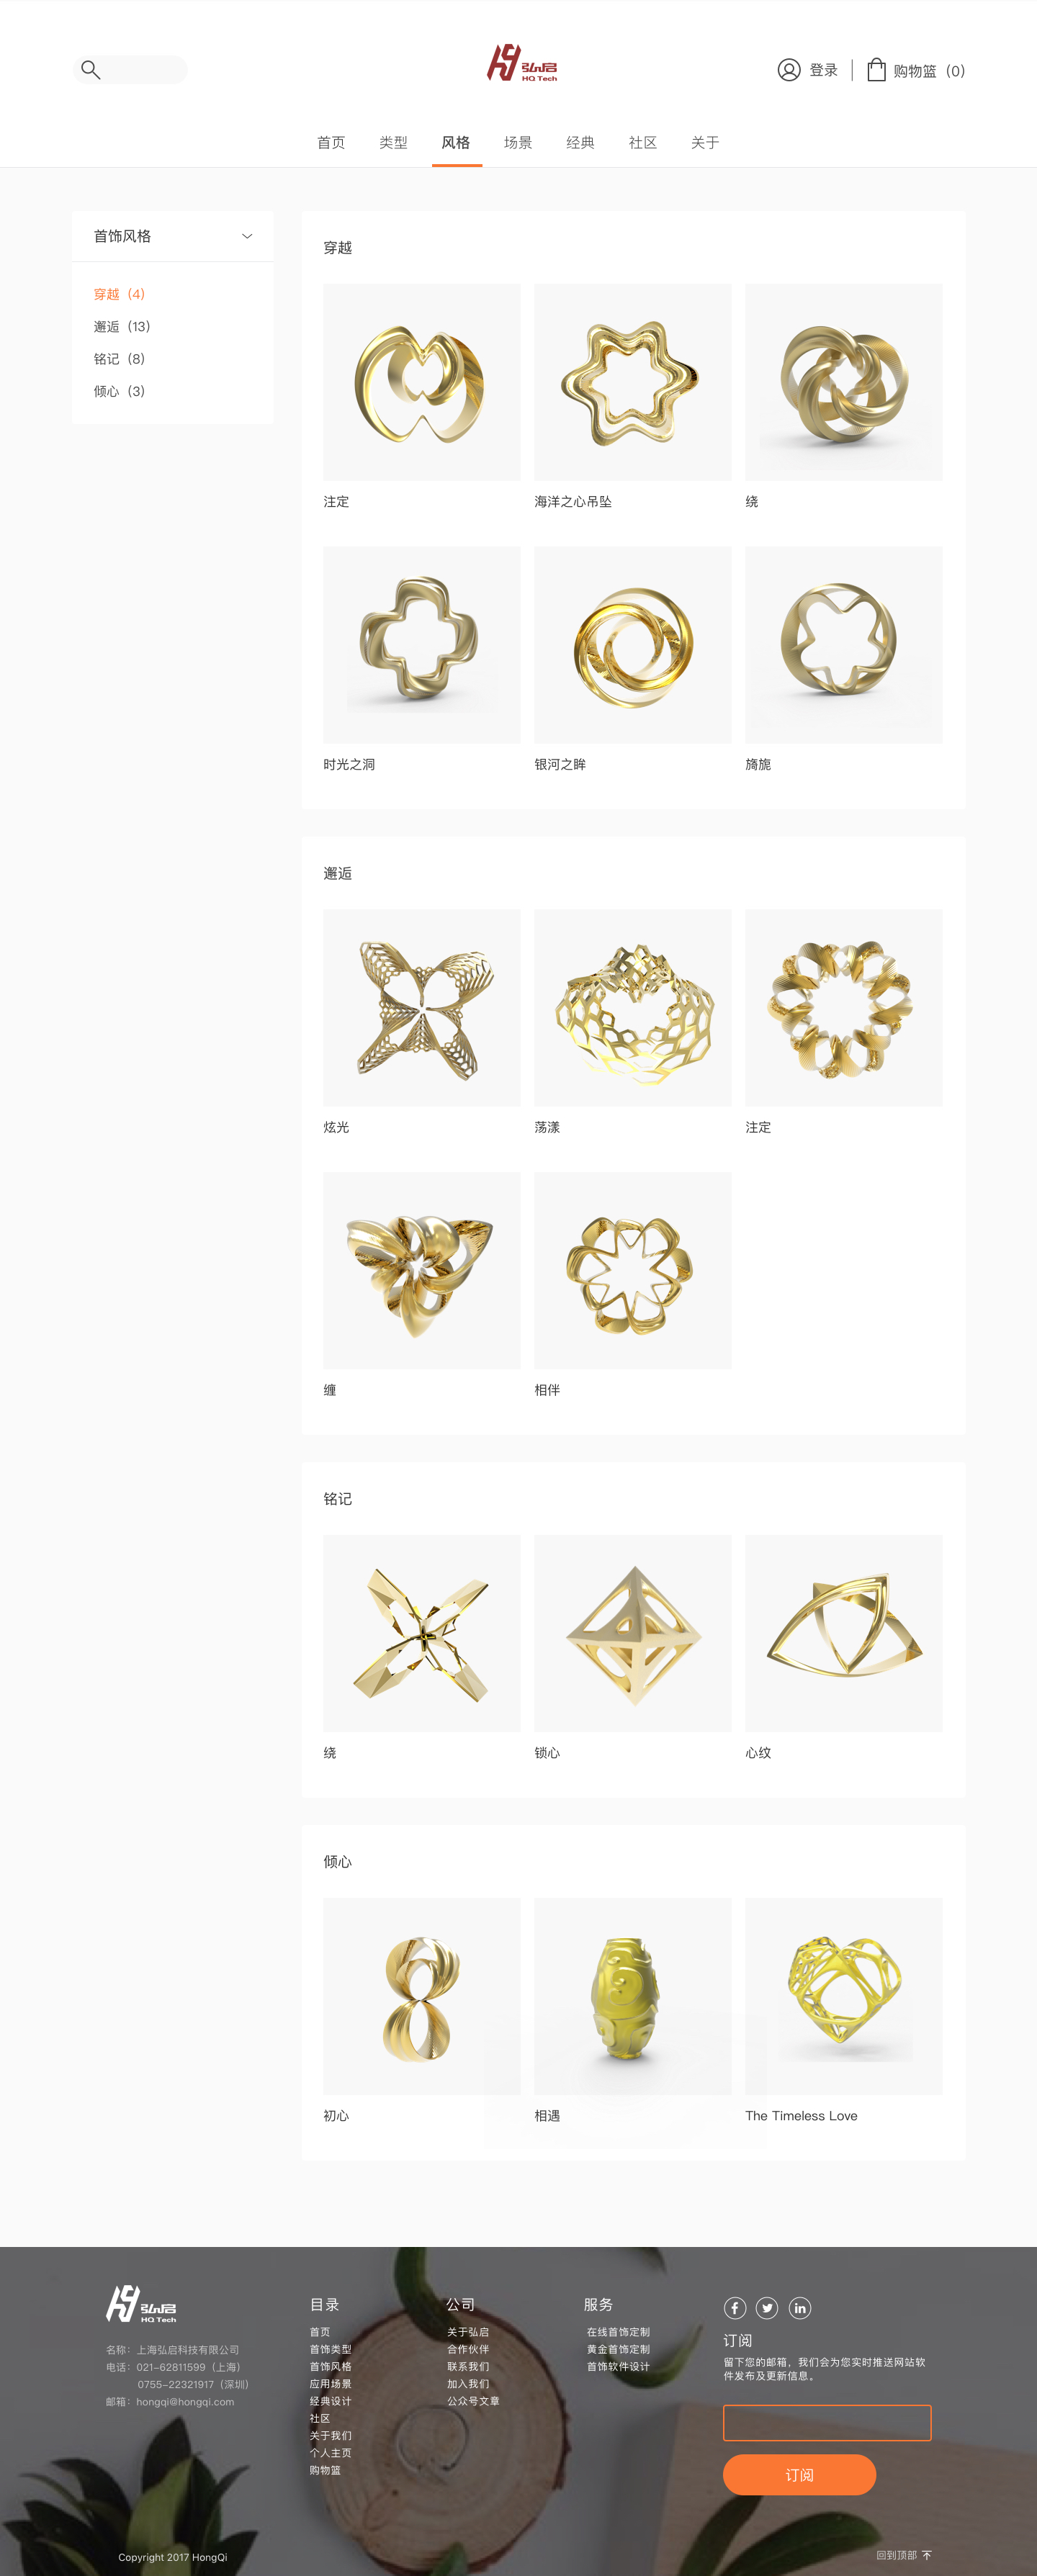 弘启
HQ Tech
登录
购物篮（0）
首页 类型 风格 场景 经典 社区 关于
首饰风格
穿越（4）
邂逅（13）
铭记（8）
倾心（3）
穿越
注定 海洋之心吊坠 绕
时光之洞 银河之眸 旖旎
邂逅
炫光 荡漾 注定
缠 相伴
铭记
绕 锁心 心纹
倾心
初心 相遇 The Timeless Love
弘启
HQ Tech
名称：上海弘启科技有限公司
电话：021-62811599（上海）
0755-22321917（深圳）
邮箱：hongqi@hongqi.com
目录
首页
首饰类型
首饰风格
应用场景
经典设计
社区
关于我们
个人主页
购物篮
公司
关于弘启
合作伙伴
联系我们
加入我们
公众号文章
服务
在线首饰定制
黄金首饰定制
首饰软件设计
订阅
留下您的邮箱，我们会为您实时推送网站软
件发布及更新信息。
订阅
Copyright 2017 HongQi
回到顶部